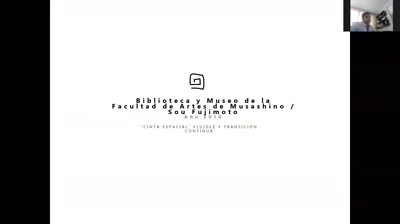 Biblioteca y Museo de la
Facultad de Artes de Musashino /
Sou Fujimoto
Año 2010
"CINTA ESPACIAL" FLUIDEZ Y TRANSICIÓN
CONTINUA